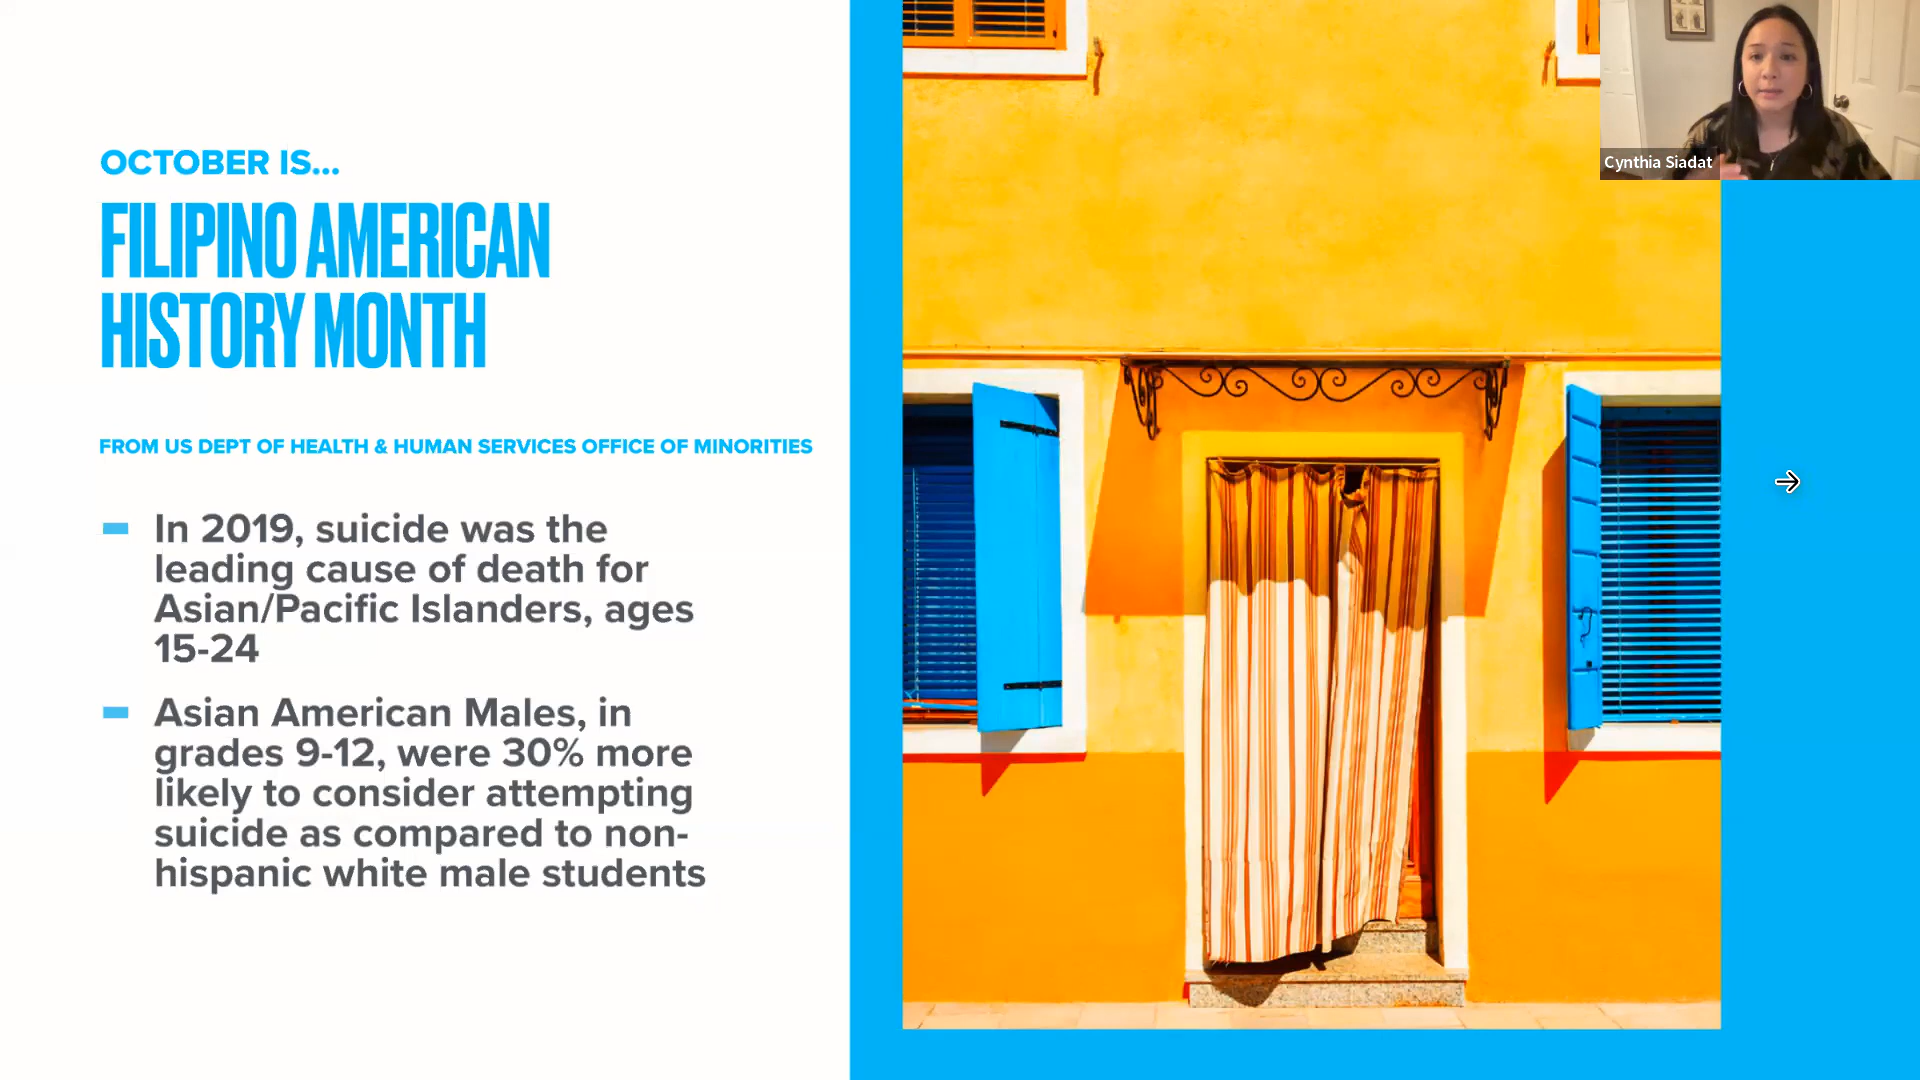 OCTOBER IS...
FILIPINO AMERICAN
HISTORY MONTH
FROM US DEPT OF HEALTH & HUMAN SERVICES OFFICE OF MINORITIES
In 2019, suicide was the
leading cause of death for
Asian/Pacific Islanders, ages
15-24
Asian American Males, in
grades 9-12, were 30% more
likely to consider attempting
suicide as compared to non-
hispanic white male students
Cynthia Siadat